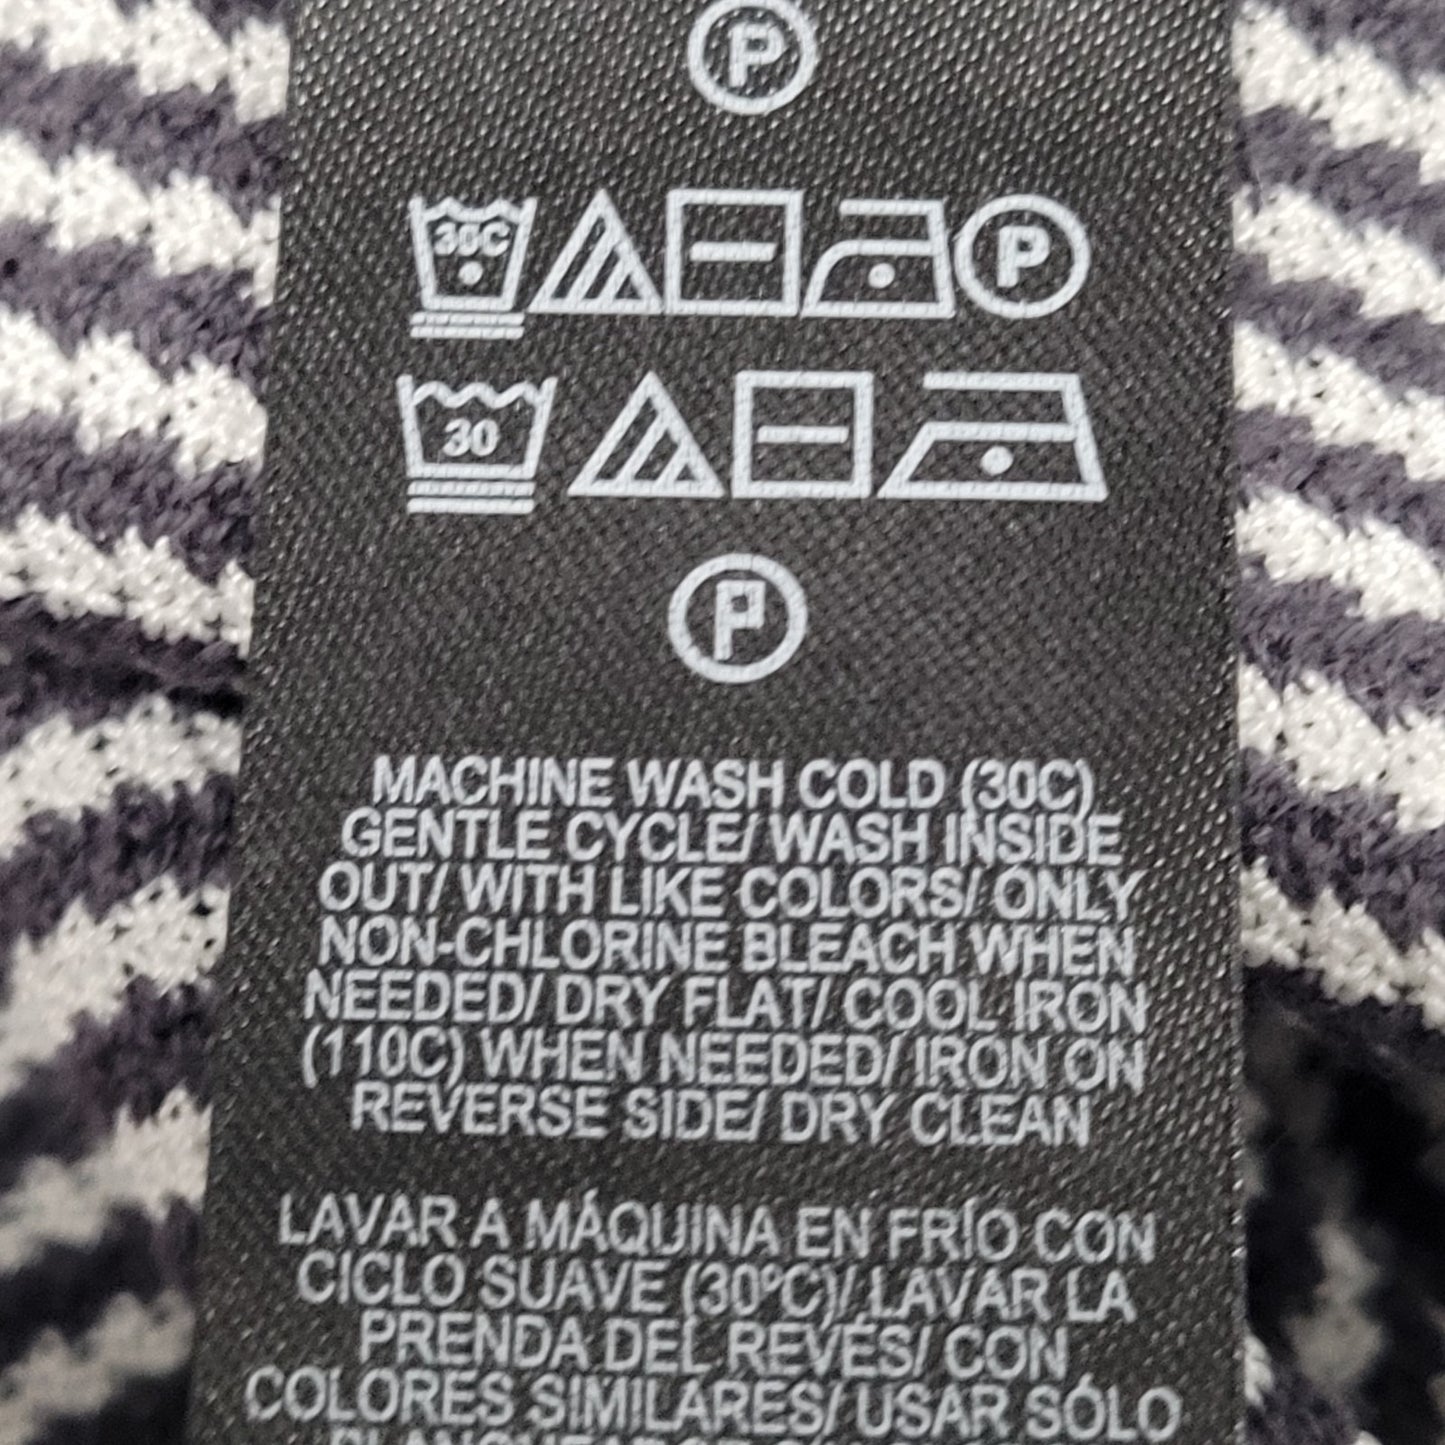 P
30C P
30
P
MACHINE WASH COLD (30C)
GENTLE CYCLE/ WASH INSIDE
OUT/ WITH LIKE COLORS/ ONLY
NON-CHLORINE BLEACH WHEN
NEEDED/ DRY FLAT/ COOL IRON
(110C) WHEN NEEDED/ IRON ON
REVERSE SIDE/ DRY CLEAN
LAVAR A MÁQUINA EN FRÍO CON
CICLO SUAVE (30ºC)/ LAVAR LA
PRENDA DEL REVÉS/ CON
COLORES SIMILARES/ USAR SÓLO